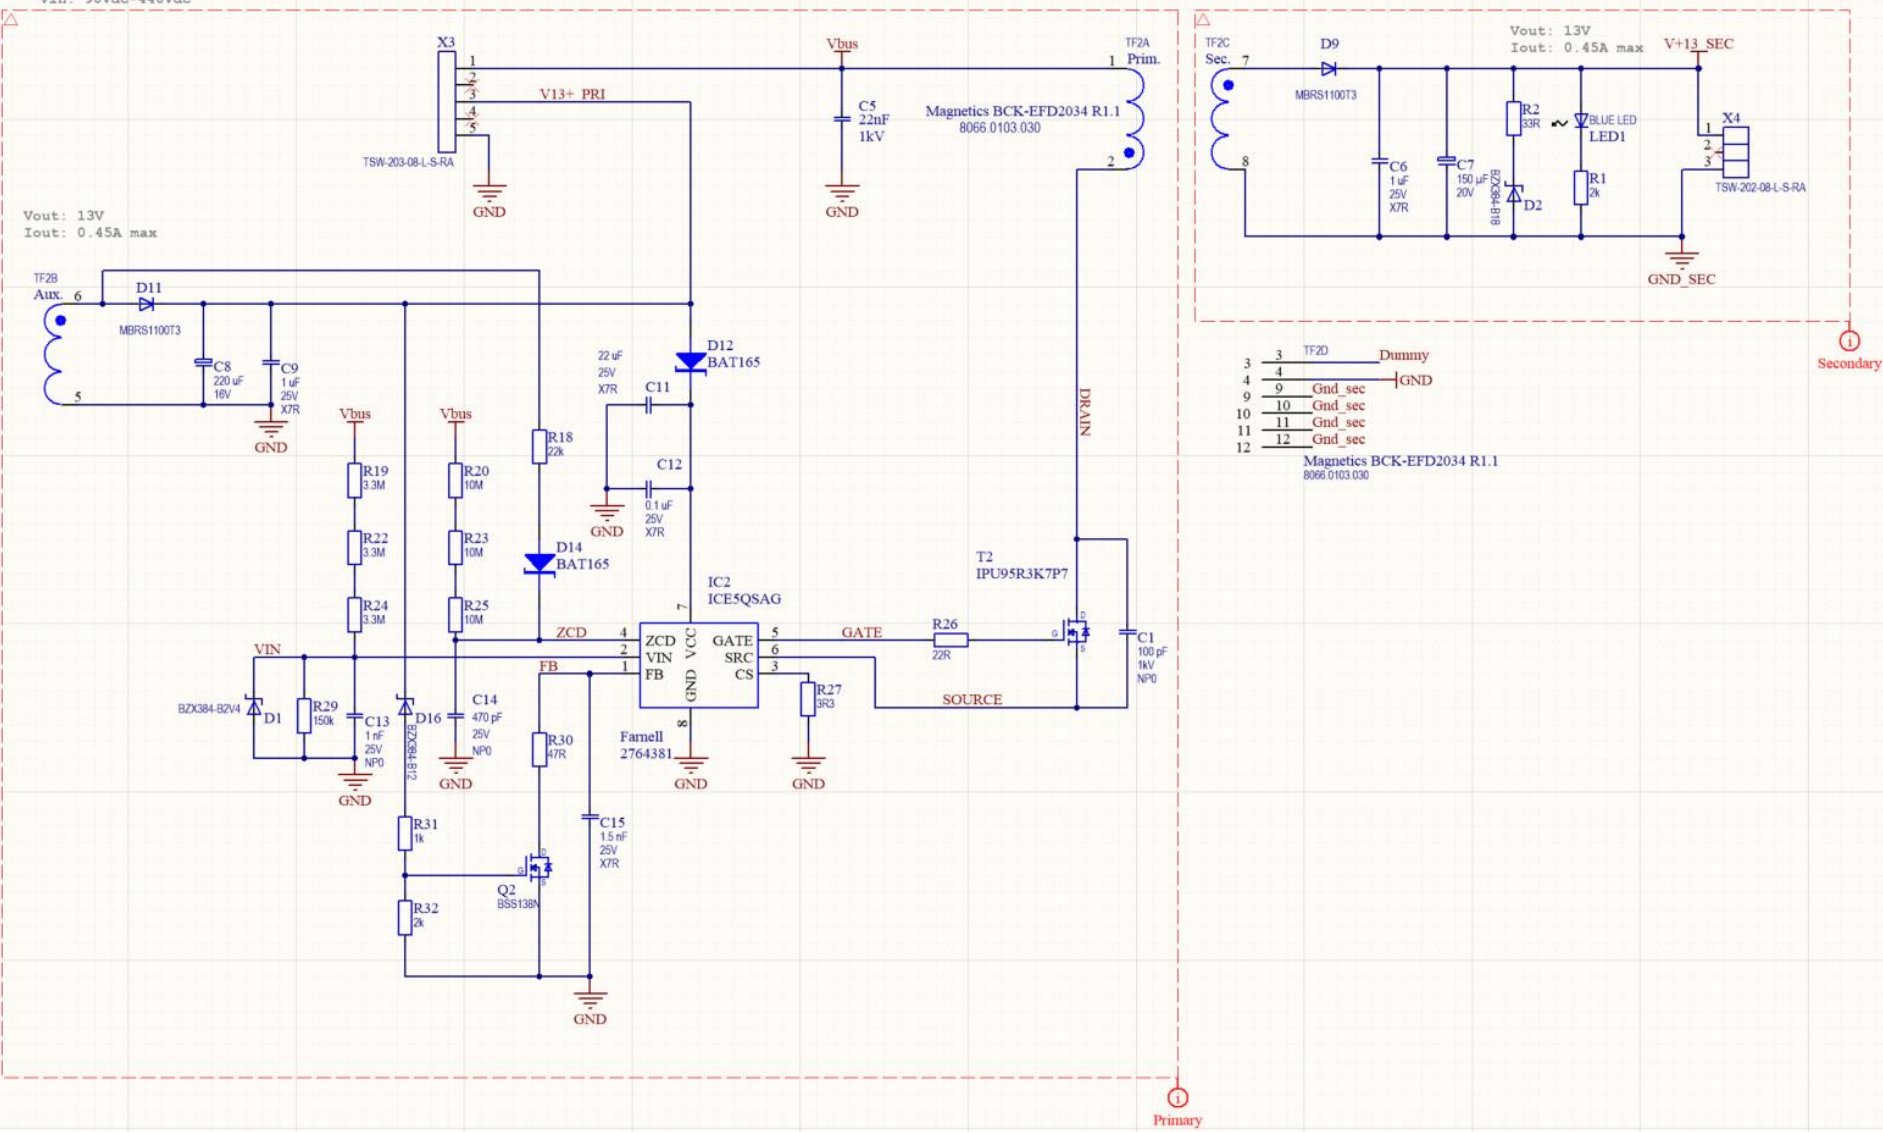 X3
1
2
3
4
5
TSW-203-08-L-S-RA
V13+_PRI
GND
Vbus
C5
22nF
1kV
GND
Magnetics BCK-EFD2034 R1.1
8066.0103.030
TF2A
Prim.
1
2
TF2C
Sec.
7
8
D9
MBRS1100T3
Vout: 13V
Iout: 0.45A max
V+13_SEC
C6
1 uF
25V
X7R
C7
150 µF
20V
R2
33R
BZX384-B18
D2
BLUE LED
LED1
R1
2k
X4
1
2
3
TSW-202-08-L-S-RA
GND_SEC
Secondary
Vout: 13V
Iout: 0.45A max
TF2B
Aux.
6
5
D11
MBRS1100T3
C8
220 uF
16V
C9
1 uF
25V
X7R
GND
Vbus
R19
3.3M
R22
3.3M
R24
3.3M
Vbus
R20
10M
R23
10M
R25
10M
R18
22k
D14
BAT165
22 uF
25V
X7R
C11
C12
0.1 uF
25V
X7R
GND
D12
BAT165
DRAIN
3 3 TF2D Dummy
4 4 GND
9 9 Gnd_sec
10 10 Gnd_sec
11 11 Gnd_sec
12 12 Gnd_sec
Magnetics BCK-EFD2034 R1.1
8066.0103.030
IC2
ICE5QSAG
7
ZCD 4 ZCD VCC GATE 5 GATE
VIN 2 VIN SRC 6
FB 1 FB GND CS 3
8
Farnell
2764381
GND
R26
22R
T2
IPU95R3K7P7
D
G
S
C1
100 pF
1kV
NP0
SOURCE
R27
3R3
GND
BZX384-B2V4
D1
R29
150k
C13
1 nF
25V
NP0
GND
D16
BZX384-B12
C14
470 pF
25V
NP0
GND
R30
47R
C15
1.5 nF
25V
X7R
R31
1k
R32
2k
D
G
S
Q2
BSS138N
GND
Primary